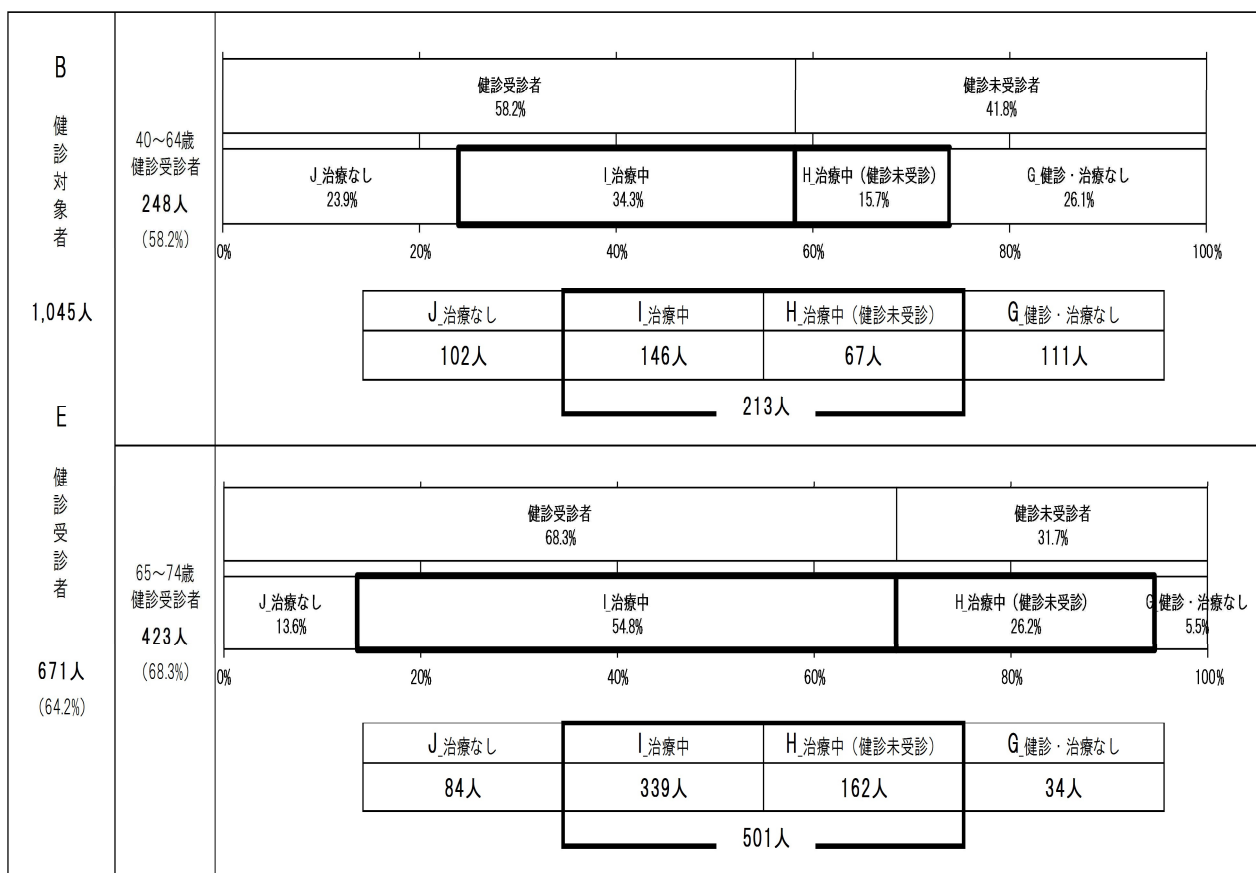 B
健
診
対
象
者
1,045人
E
健
診
受
診
者
671人
(64.2%)
40~64歳
健診受診者
248人
(58.2%)
健診受診者
58.2%
健診未受診者
41.8%
J_治療なし
23.9%
I_治療中
34.3%
H_治療中(健診未受診)
15.7%
G_健診・治療なし
26.1%
0% 20% 40% 60% 80% 100%
J_治療なし I_治療中 H_治療中(健診未受診) G_健診・治療なし
102人 146人 67人 111人
213人
65~74歳
健診受診者
423人
(68.3%)
健診受診者
68.3%
健診未受診者
31.7%
J_治療なし
13.6%
I_治療中
54.8%
H_治療中(健診未受診)
26.2%
G_健診・治療なし
5.5%
0% 20% 40% 60% 80% 100%
J_治療なし I_治療中 H_治療中(健診未受診) G_健診・治療なし
84人 339人 162人 34人
501人